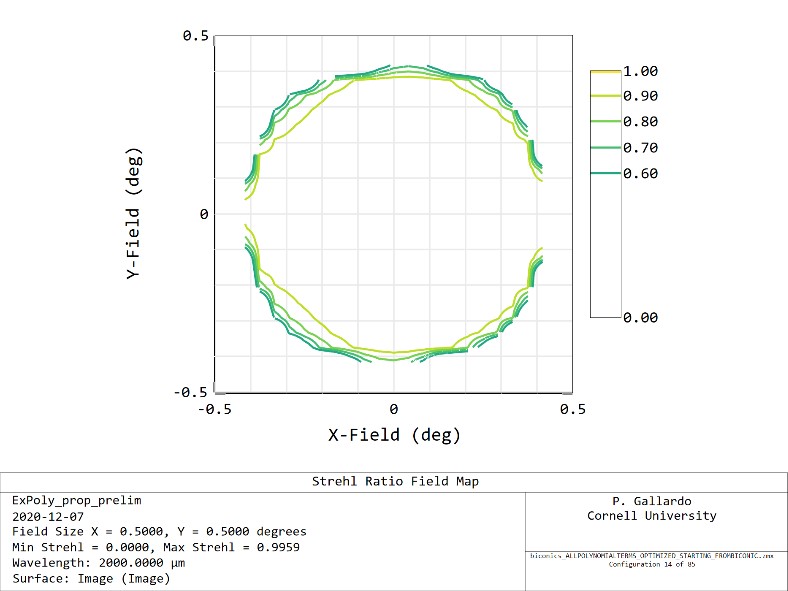 0.5
0
-0.5
Y-Field (deg)
-0.5 0 0.5
X-Field (deg)
1.00
0.90
0.80
0.70
0.60
0.00
Strehl Ratio Field Map
ExPoly_prop_prelim
2020-12-07
Field Size X = 0.5000, Y = 0.5000 degrees
Min Strehl = 0.0000, Max Strehl = 0.9959
Wavelength: 2000.0000 µm
Surface: Image (Image)
P. Gallardo
Cornell University
biconics_ALLPOLYNOMIALTERMS_OPTIMIZED_STARTING_FROMBICONIC.zmx
Configuration 14 of 85